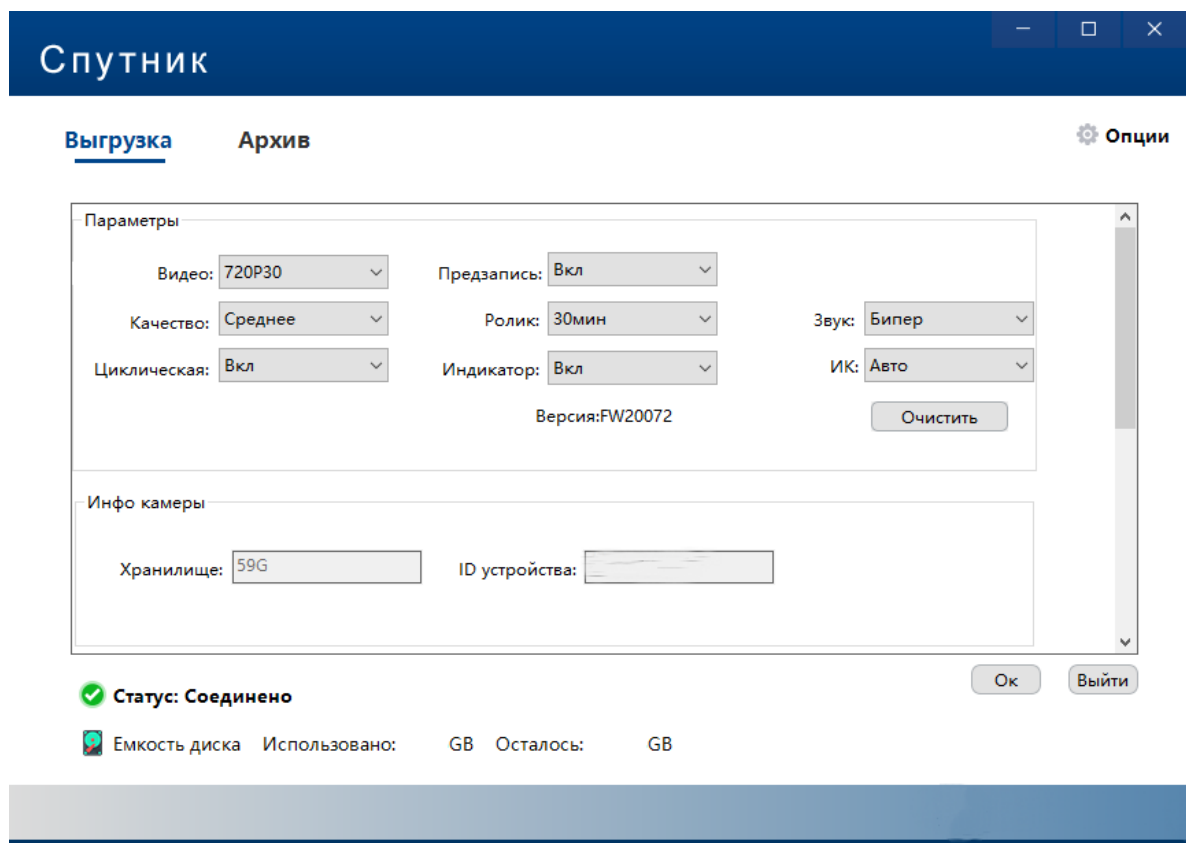 Спутник
Выгрузка Архив Опции
Параметры
Видео: 720P30 Предзапись: Вкл
Качество: Среднее Ролик: 30мин Звук: Бипер
Циклическая: Вкл Индикатор: Вкл ИК: Авто
Версия:FW20072 Очистить
Инфо камеры
Хранилище: 59G ID устройства:
Ок Выйти
Статус: Соединено
Емкость диска Использовано: GB Осталось: GB